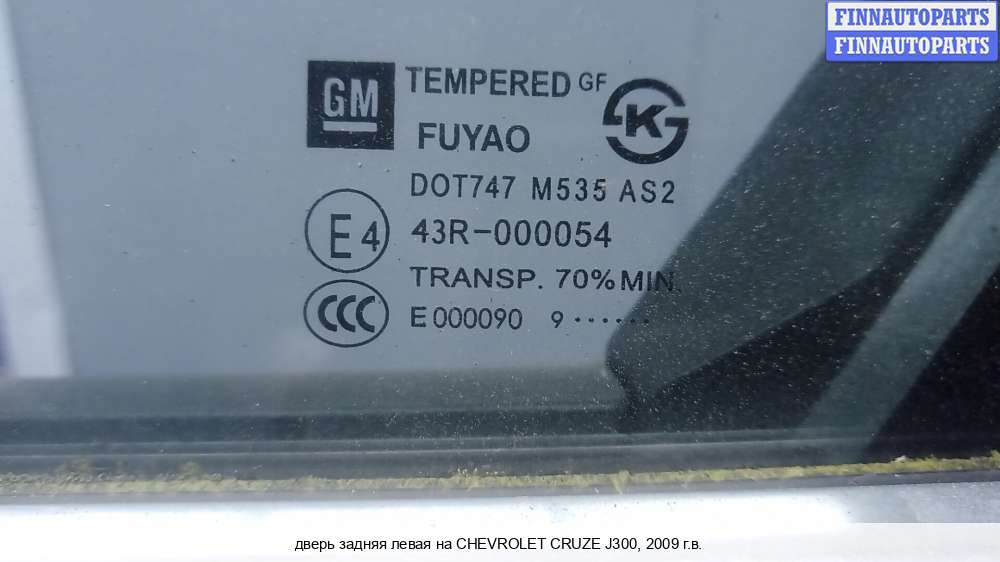 FINNAUTOPARTS
FINNAUTOPARTS
GM TEMPERED GF
FUYAO
K
DOT747 M535 AS2
E4 43R-000054
TRANSP. 70%MIN.
CCC E000090 9······
дверь задняя левая на CHEVROLET CRUZE J300, 2009 г.в.